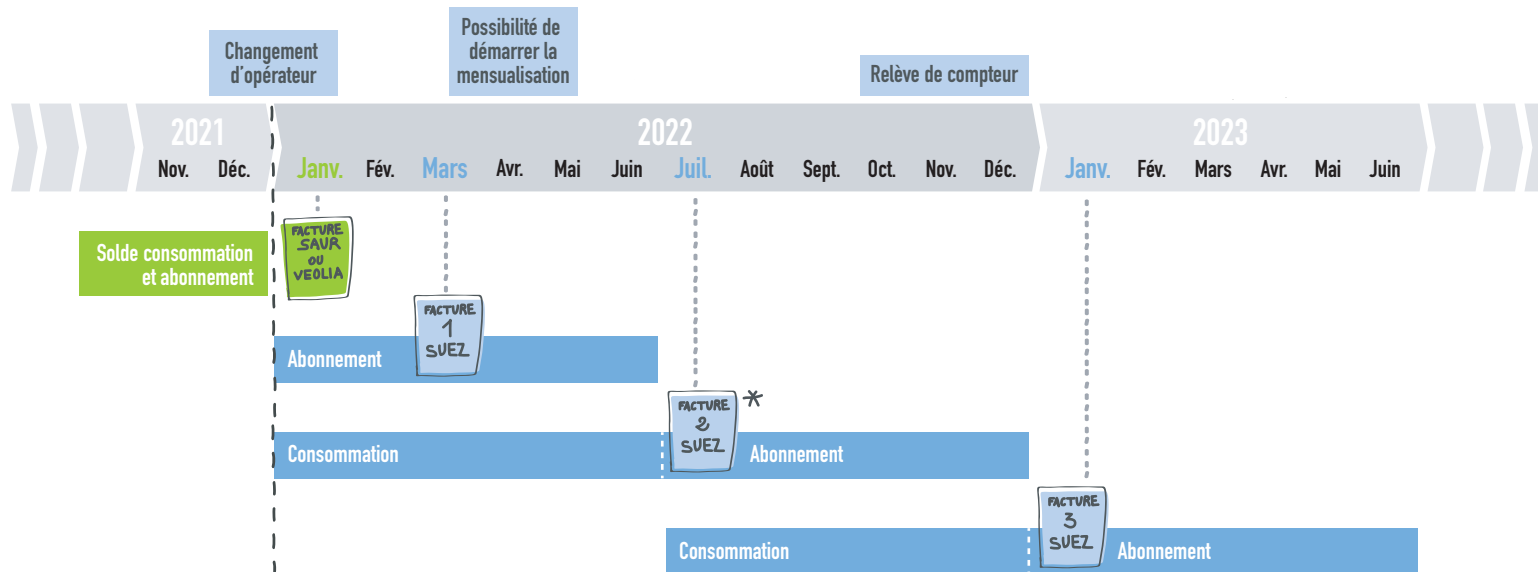 Changement
d'opérateur
Possibilité de
démarrer la
mensualisation
Relève de compteur
2021
2022
2023
Nov. Déc. Janv. Fév. Mars Avr. Mai Juin Juil. Août Sept. Oct. Nov. Déc. Janv. Fév. Mars Avr. Mai Juin
Solde consommation
et abonnement
FACTURE
SAUR
OU
VEOLIA
FACTURE
1
SUEZ
Abonnement
FACTURE
2
SUEZ
*
Consommation
Abonnement
FACTURE
3
SUEZ
Consommation
Abonnement